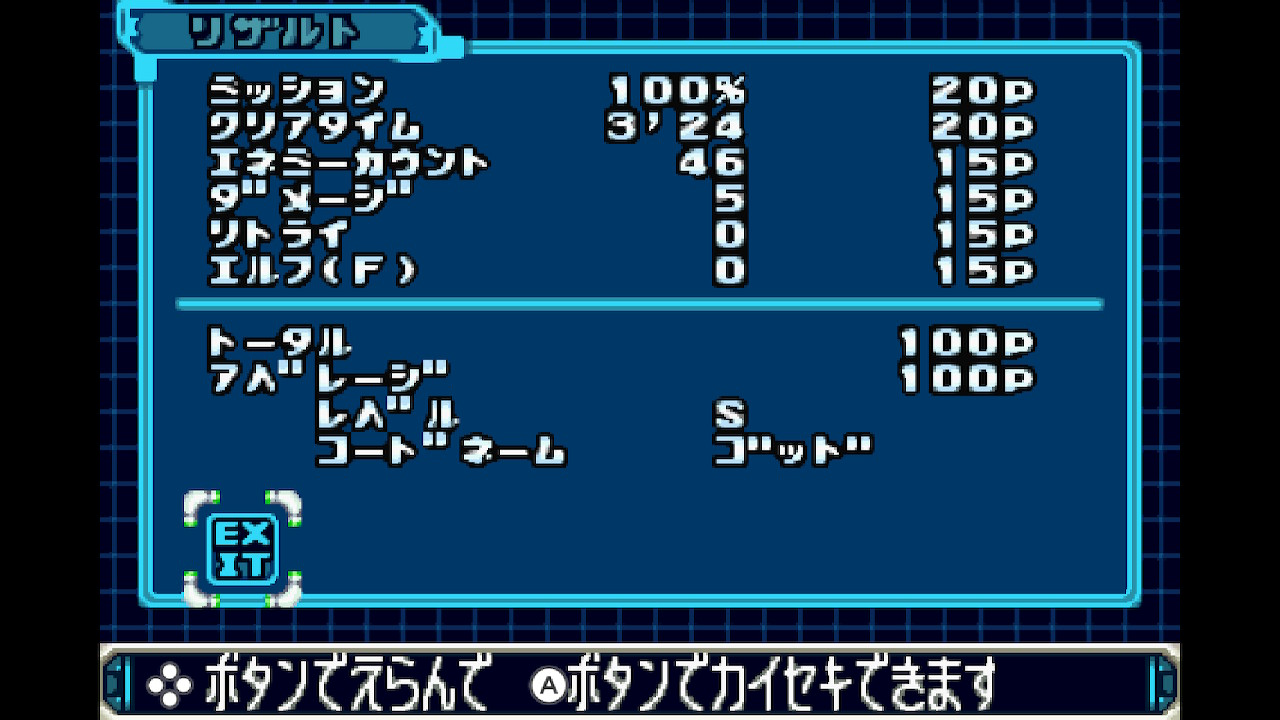 リザルト
ミッション 100% 20P
クリアタイム 3'24 20P
エネミーカウント 46 15P
ダメージ 5 15P
リトライ 0 15P
エルフ(F) 0 15P
トータル 100P
アベレージ 100P
レベル S
コードネーム ゴッド
EX
IT
ボタンでえらんで Ⓐボタンでカイセキできます